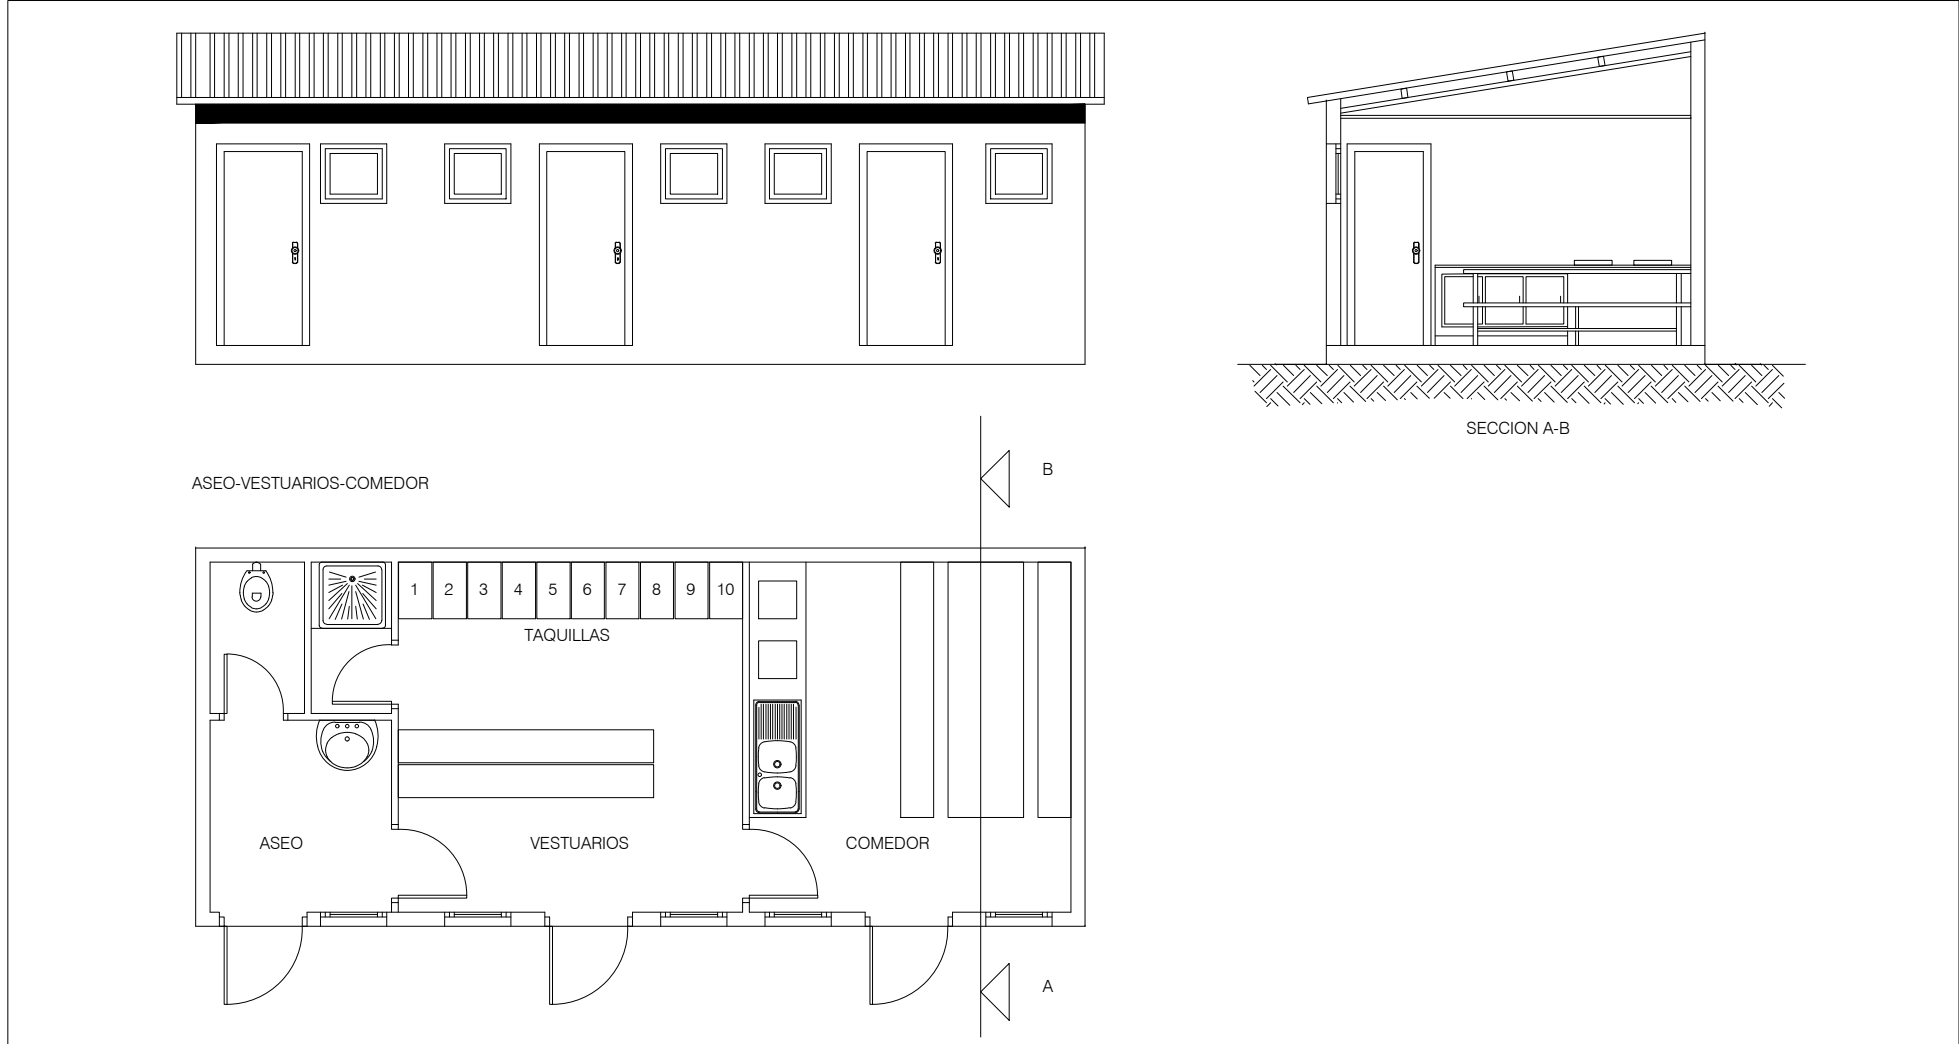 SECCION A-B
B
ASEO-VESTUARIOS-COMEDOR
1 2 3 4 5 6 7 8 9 10
TAQUILLAS
ASEO
VESTUARIOS
COMEDOR
A